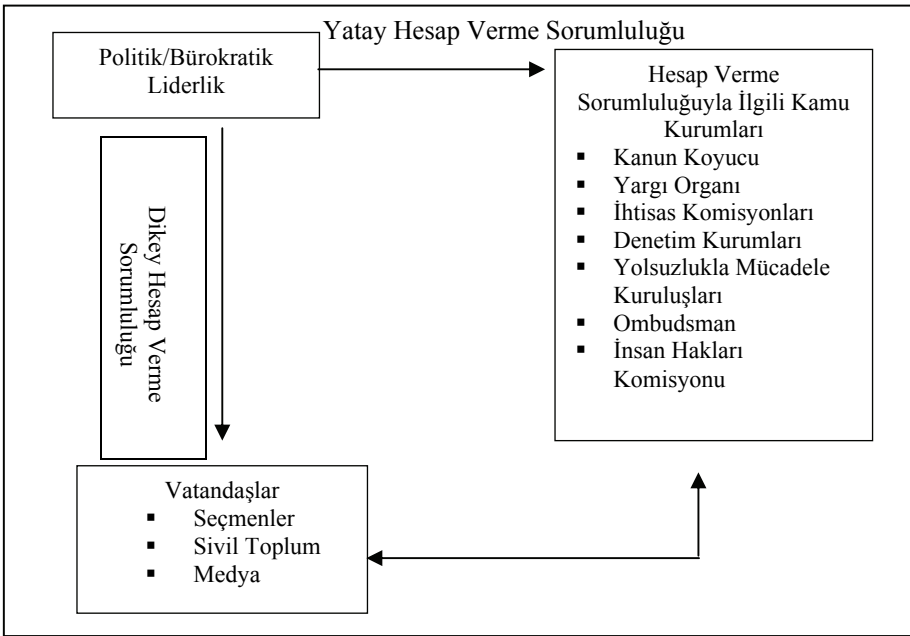 Yatay Hesap Verme Sorumluluğu
Politik/Bürokratik
Liderlik
Hesap Verme
Sorumluluğuyla İlgili Kamu
Kurumları
▪ Kanun Koyucu
▪ Yargı Organı
▪ İhtisas Komisyonları
▪ Denetim Kurumları
▪ Yolsuzlukla Mücadele
Kuruluşları
▪ Ombudsman
▪ İnsan Hakları
Komisyonu
Dikey Hesap Verme
Sorumluluğu
Vatandaşlar
▪ Seçmenler
▪ Sivil Toplum
▪ Medya